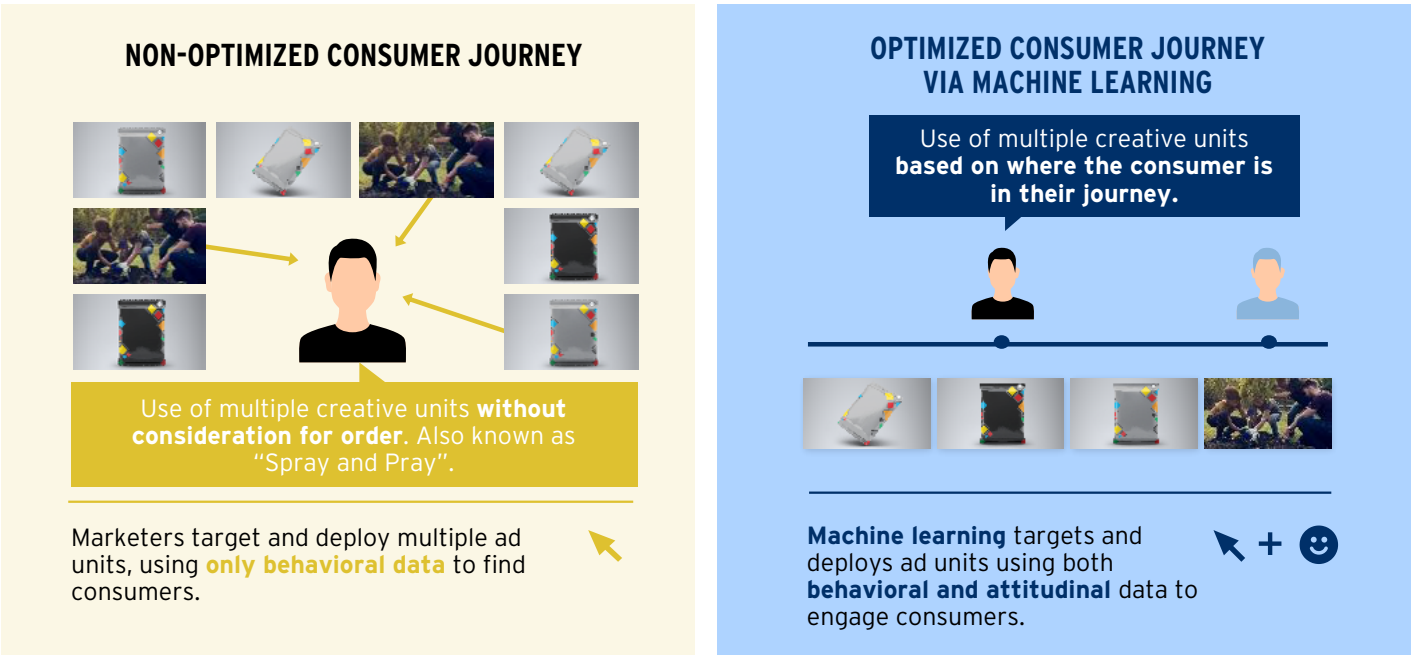 NON-OPTIMIZED CONSUMER JOURNEY
Use of multiple creative units without
consideration for order. Also known as
“Spray and Pray”.
Marketers target and deploy multiple ad
units, using only behavioral data to find
consumers.
OPTIMIZED CONSUMER JOURNEY
VIA MACHINE LEARNING
Use of multiple creative units
based on where the consumer is
in their journey.
Machine learning targets and
deploys ad units using both
behavioral and attitudinal data to
engage consumers.